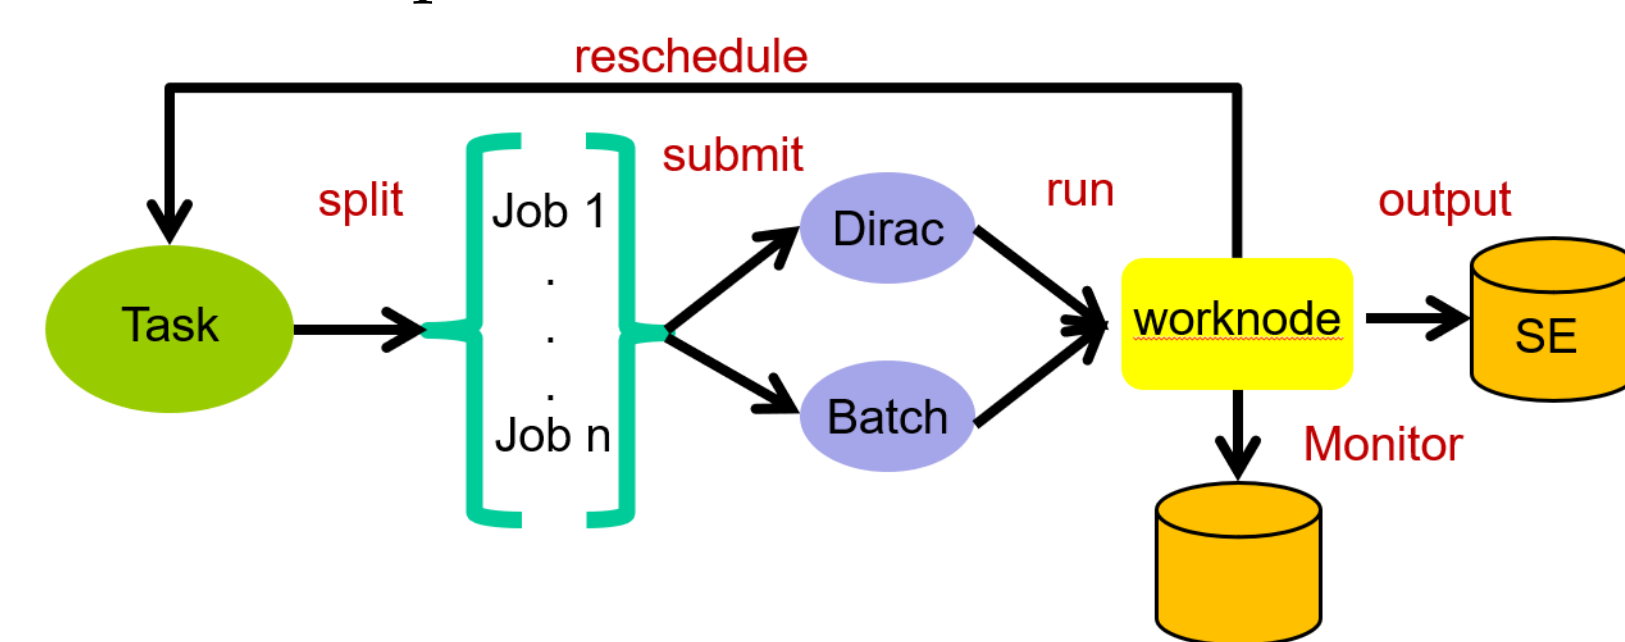 reschedule
submit
split
run
output
Job 1
.
.
.
Job n
Dirac
Batch
Task
worknode
SE
Monitor